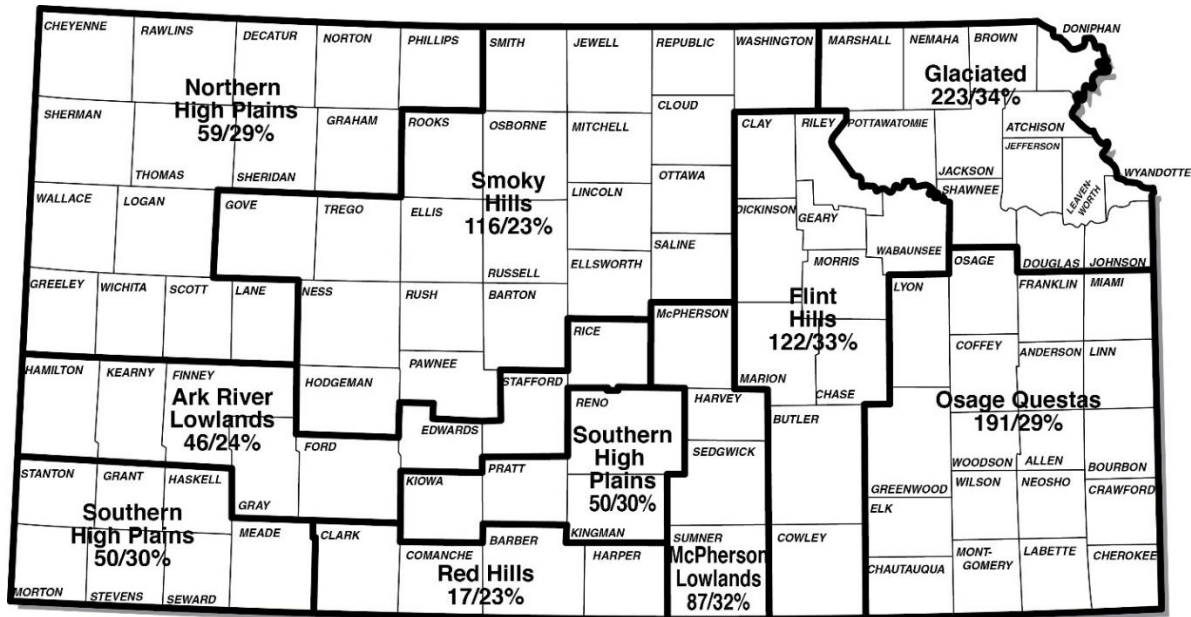 CHEYENNE
RAWLINS
DECATUR
NORTON
PHILLIPS
SMITH
JEWELL
REPUBLIC
WASHINGTON
MARSHALL
NEMAHA
BROWN
DONIPHAN
Northern
High Plains
59/29%
Glaciated
223/34%
SHERMAN
THOMAS
SHERIDAN
GRAHAM
ROOKS
OSBORNE
MITCHELL
CLOUD
CLAY
RILEY
POTTAWATOMIE
JACKSON
ATCHISON
JEFFERSON
LEAVEN-
WORTH
WYANDOTTE
Smoky
Hills
116/23%
WALLACE
LOGAN
GOVE
TREGO
ELLIS
RUSSELL
LINCOLN
OTTAWA
SALINE
ELLSWORTH
DICKINSON
GEARY
MORRIS
WABAUNSEE
SHAWNEE
OSAGE
DOUGLAS
JOHNSON
GREELEY
WICHITA
SCOTT
LANE
NESS
RUSH
BARTON
RICE
McPHERSON
Flint
Hills
122/33%
MARION
CHASE
LYON
FRANKLIN
MIAMI
COFFEY
ANDERSON
LINN
HAMILTON
KEARNY
FINNEY
HODGEMAN
PAWNEE
STAFFORD
Ark River
Lowlands
46/24%
EDWARDS
FORD
GRAY
RENO
HARVEY
SEDGWICK
BUTLER
Southern
High
Plains
50/30%
Osage Questas
191/29%
GREENWOOD
WOODSON
ALLEN
BOURBON
STANTON
GRANT
HASKELL
KIOWA
PRATT
KINGMAN
ELK
WILSON
NEOSHO
CRAWFORD
Southern
High Plains
50/30%
MORTON
STEVENS
SEWARD
MEADE
CLARK
COMANCHE
BARBER
HARPER
Red Hills
17/23%
SUMNER
McPherson
Lowlands
87/32%
COWLEY
CHAUTAUQUA
MONT-
GOMERY
LABETTE
CHEROKEE